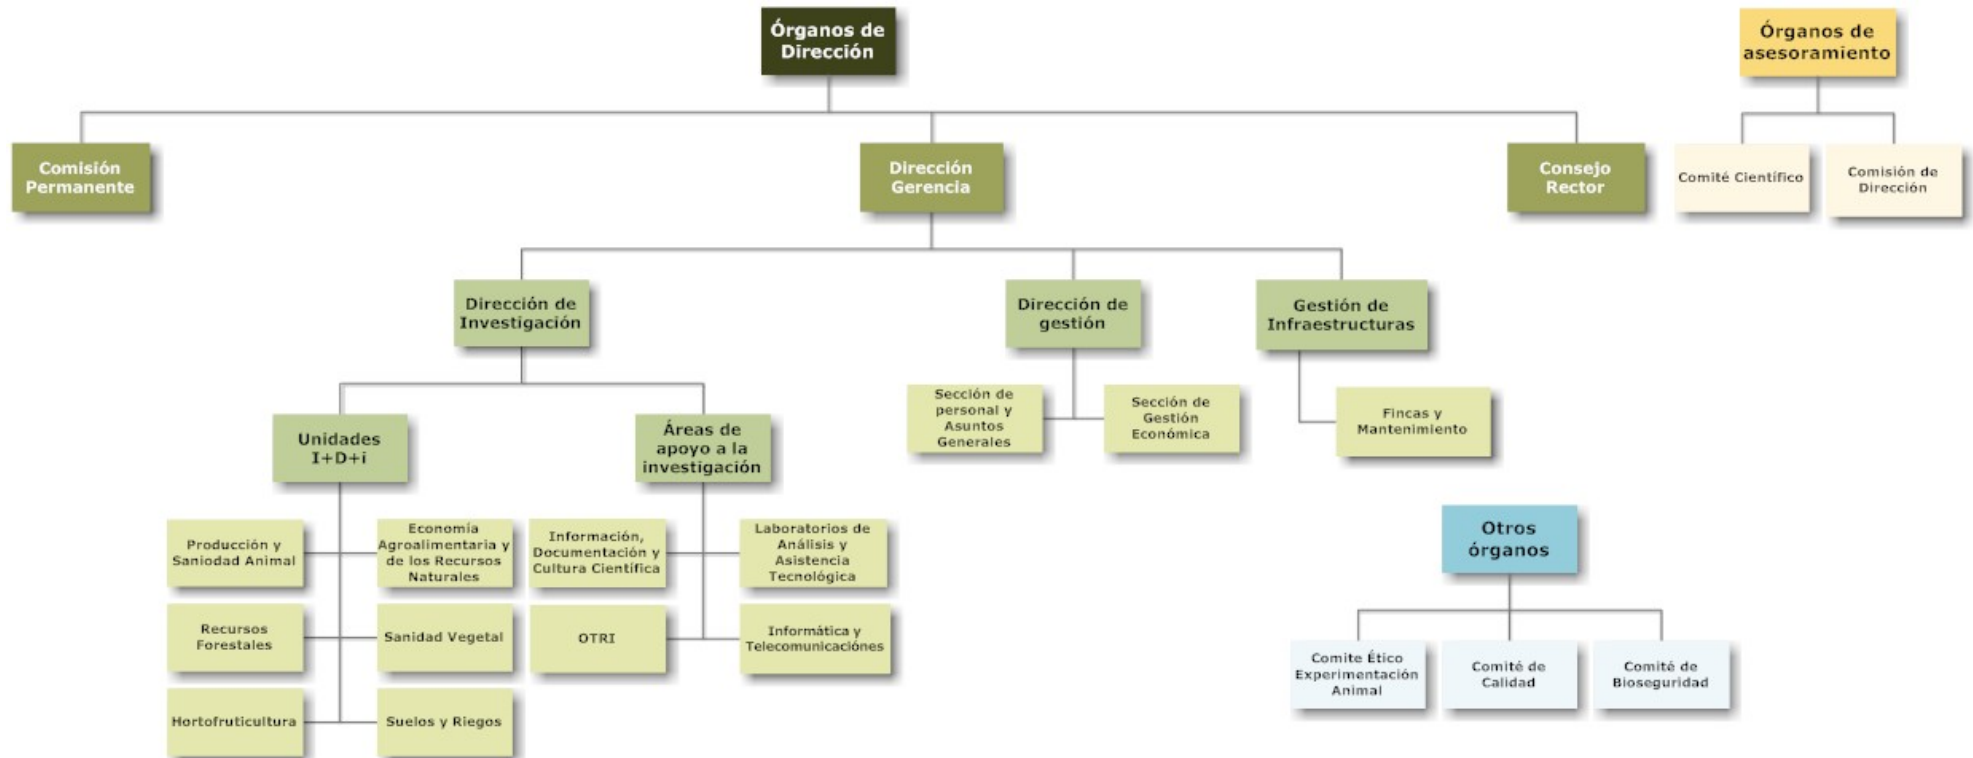 Órganos de
Dirección
Órganos de
asesoramiento
Comisión
Permanente
Dirección
Gerencia
Consejo
Rector
Comité Científico
Comisión de
Dirección
Dirección de
Investigación
Dirección de
gestión
Gestión de
Infraestructuras
Unidades
I+D+i
Áreas de
apoyo a la
investigación
Sección de
personal y
Asuntos
Generales
Sección de
Gestión
Económica
Fincas y
Mantenimiento
Producción y
Saniodad Animal
Economía
Agroalimentaria y
de los Recursos
Naturales
Información,
Documentación y
Cultura Científica
Laboratorios de
Análisis y
Asistencia
Tecnológica
Recursos
Forestales
Sanidad Vegetal
OTRI
Informática y
Telecomunicaciónes
Hortofruticultura
Suelos y Riegos
Otros
órganos
Comite Ético
Experimentación
Animal
Comité de
Calidad
Comité de
Bioseguridad